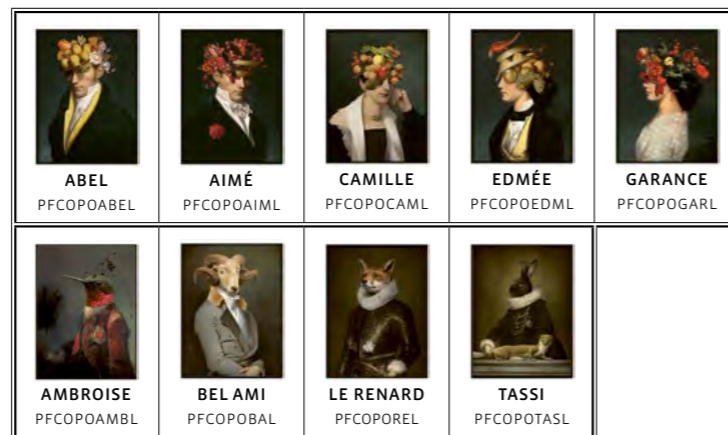 ABEL
PFCOPOABEL
AIMÉ
PFCOPOAIML
CAMILLE
PFCOPOCAML
EDMÉE
PFCOPOEDML
GARANCE
PFCOPOGARL
AMBROISE
PFCOPOAMBL
BEL AMI
PFCOPOBAL
LE RENARD
PFCOPOREL
TASSI
PFCOPOTASL